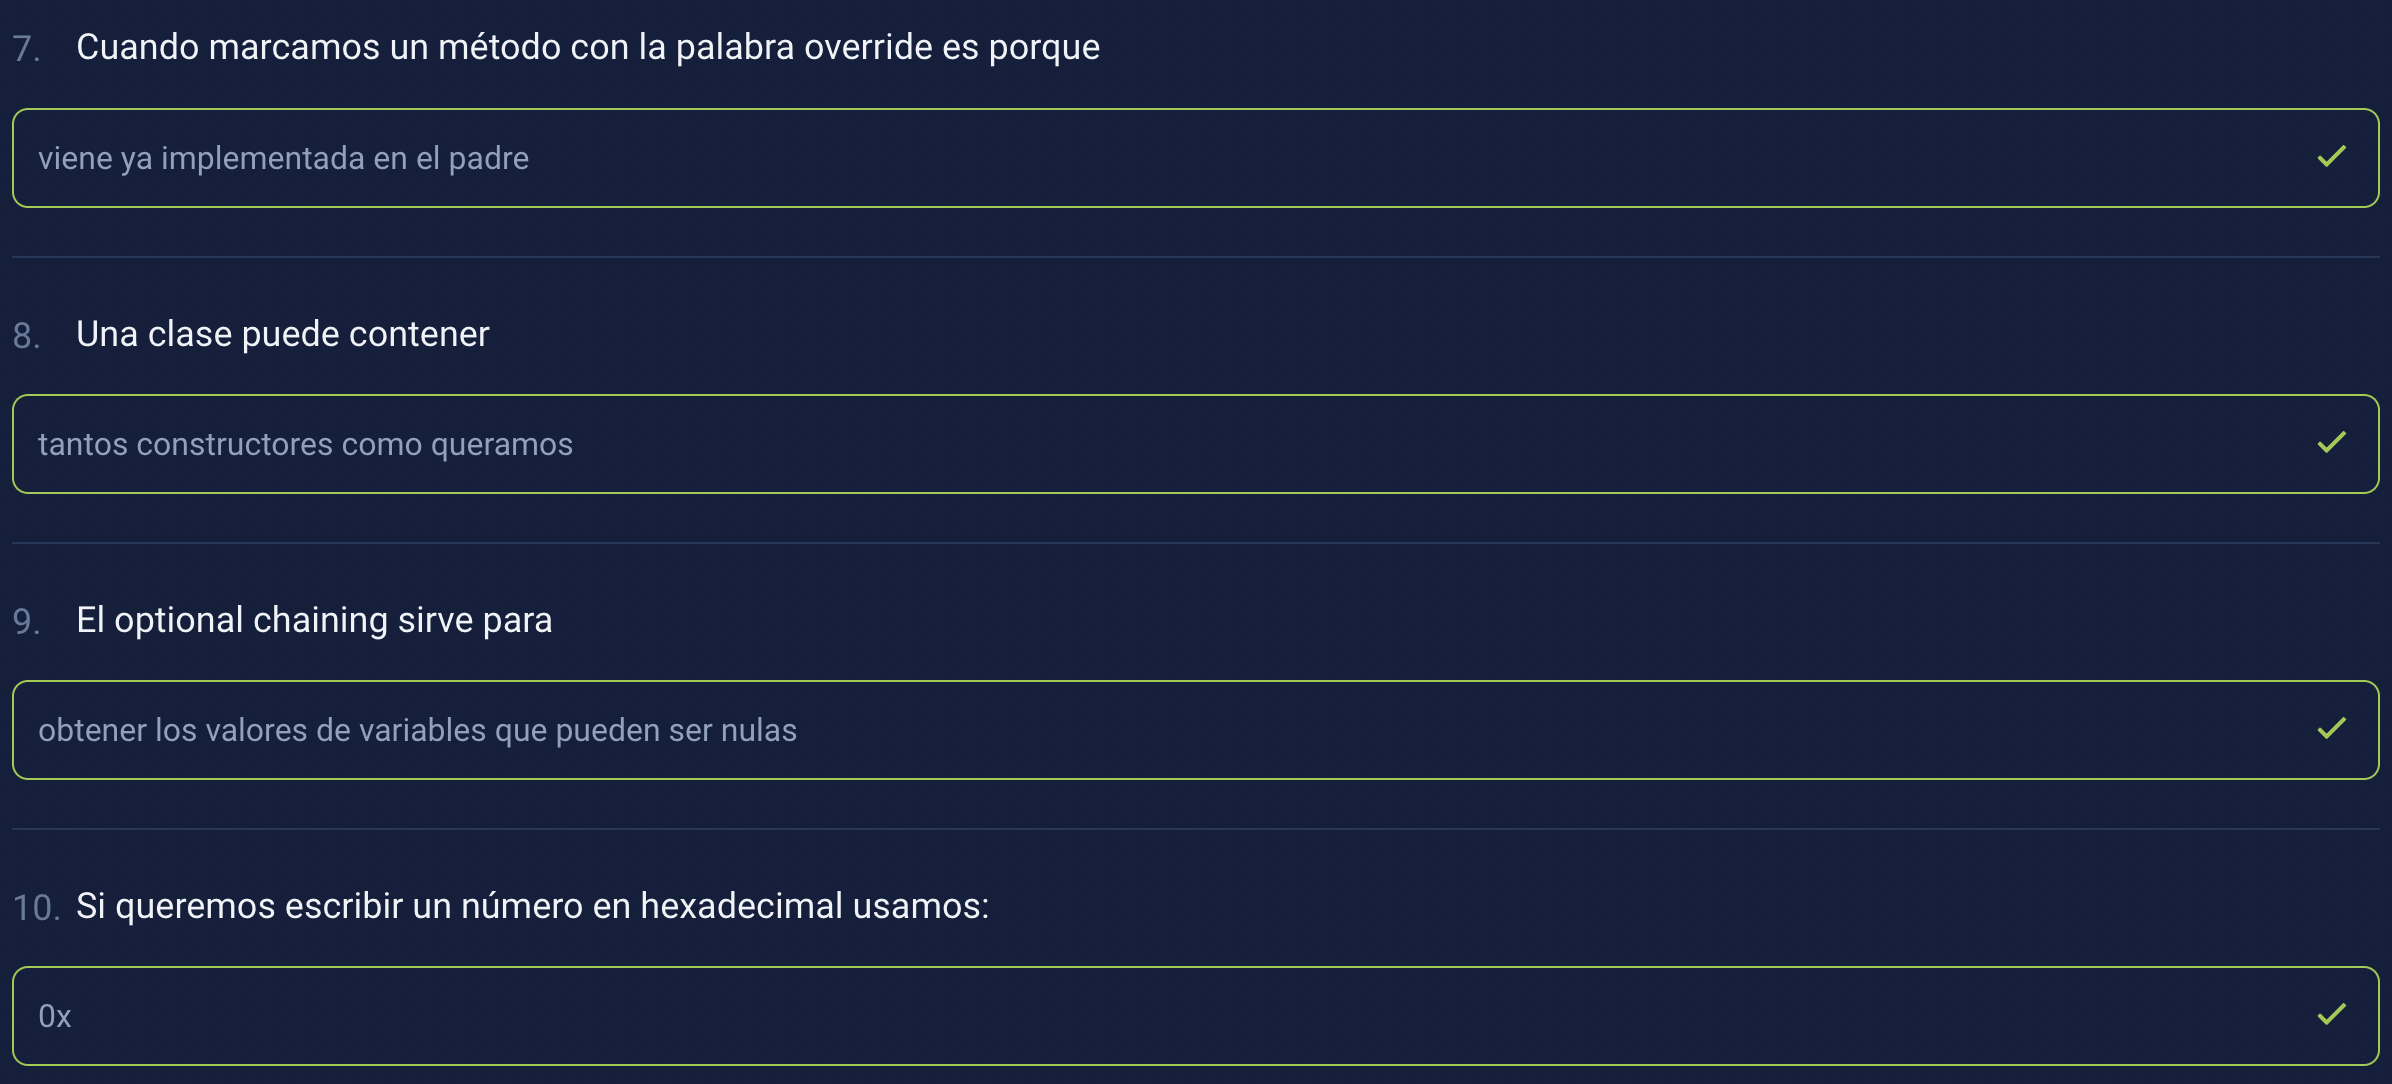 7. Cuando marcamos un método con la palabra override es porque
viene ya implementada en el padre
8. Una clase puede contener
tantos constructores como queramos
9. El optional chaining sirve para
obtener los valores de variables que pueden ser nulas
10. Si queremos escribir un número en hexadecimal usamos:
0x